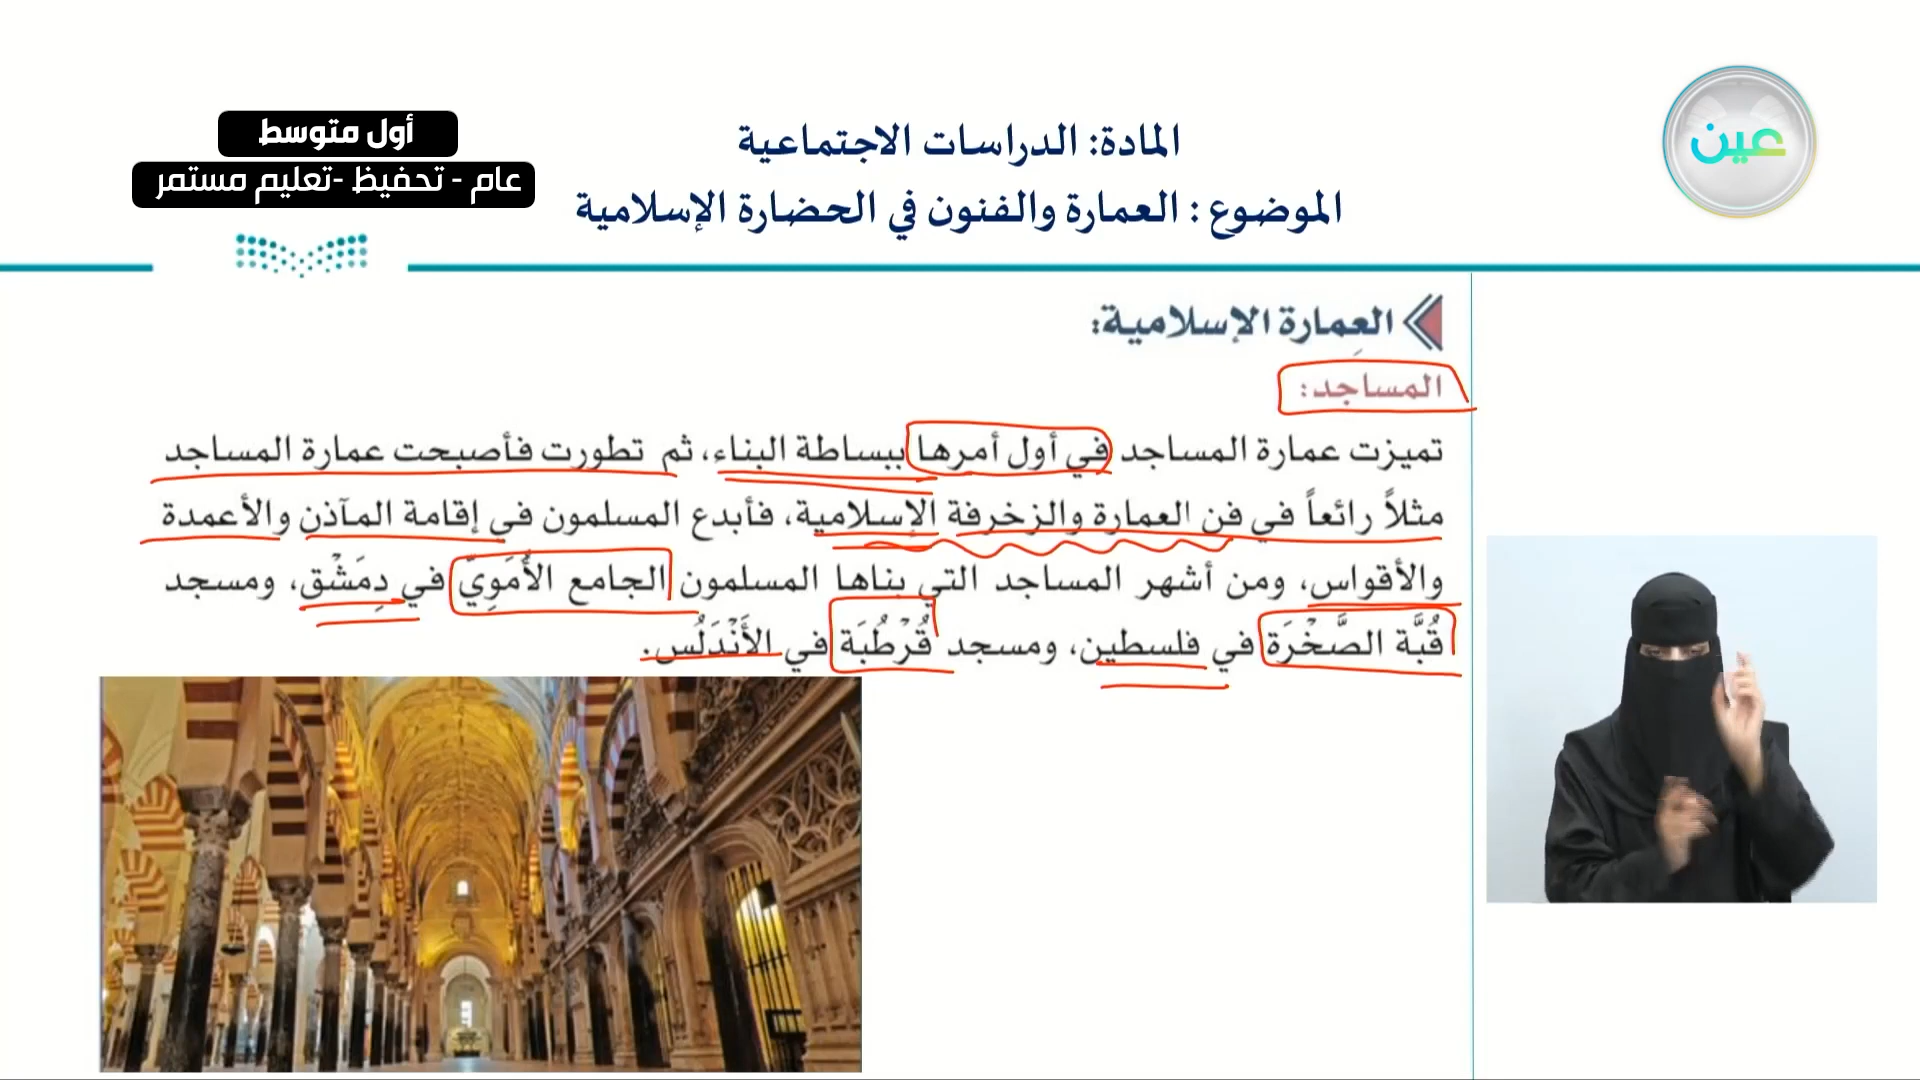 عين
المادة: الدراسات الاجتماعية
الموضوع : العمارة والفنون في الحضارة الإسلامية
أول متوسط
عام - تحفيظ -تعليم مستمر
العِمارة الإسلامية:
المساجد:
تميزت عمارة المساجد في أول أمرها ببساطة البناء، ثم تطورت فأصبحت عمارة المساجد
مثلاً رائعاً في فن العمارة والزخرفة الإسلامية، فأبدع المسلمون في إقامة المآذن والأعمدة
والأقواس، ومن أشهر المساجد التي بناها المسلمون الجامع الأُمَوِيّ في دِمَشْق، ومسجد
قُبَّة الصَّخْرَة في فلسطين، ومسجد قُرْطُبَة في الأَنْدَلُس.